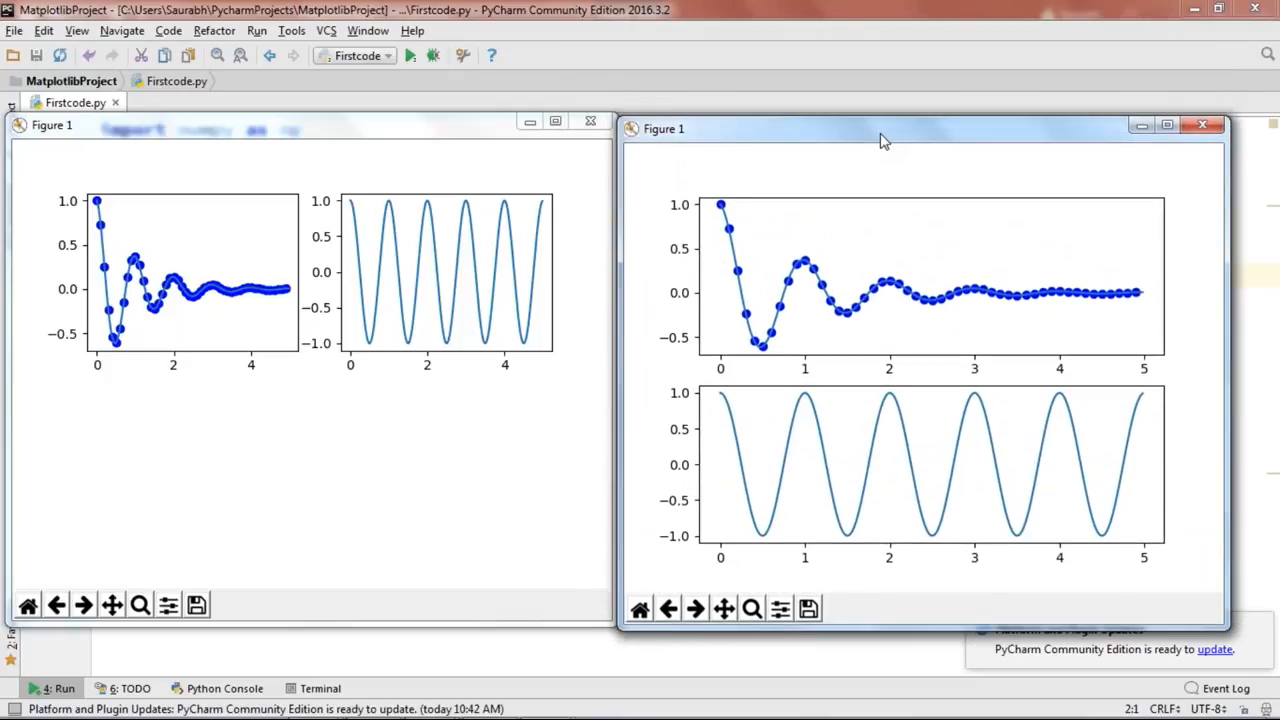 MatplotlibProject - [C:\Users\Saurabh\PycharmProjects\MatplotlibProject] - ...\Firstcode.py - PyCharm Community Edition 2016.3.2
File Edit View Navigate Code Refactor Run Tools VCS Window Help
Firstcode
MatplotlibProject Firstcode.py
Firstcode.py
import numpy as np
Figure 1
1.0
0.5
0.0
−0.5
0 2 4
1.0
0.5
0.0
−0.5
−1.0
0 2 4
Figure 1
1.0
0.5
0.0
−0.5
0 1 2 3 4 5
1.0
0.5
0.0
−0.5
−1.0
0 1 2 3 4 5
Platform and Plugin Updates
PyCharm Community Edition is ready to update.
4: Run 6: TODO Python Console Terminal Event Log
Platform and Plugin Updates: PyCharm Community Edition is ready to update. (today 10:42 AM) 2:1 CRLF UTF-8